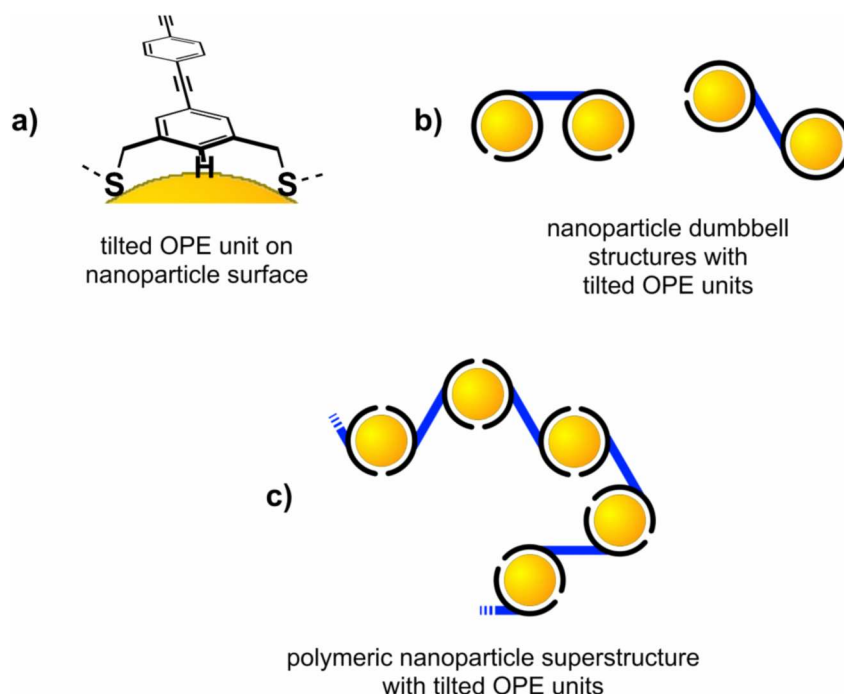 a)
H
S
S
tilted OPE unit on
nanoparticle surface
b)
nanoparticle dumbbell
structures with
tilted OPE units
c)
polymeric nanoparticle superstructure
with tilted OPE units